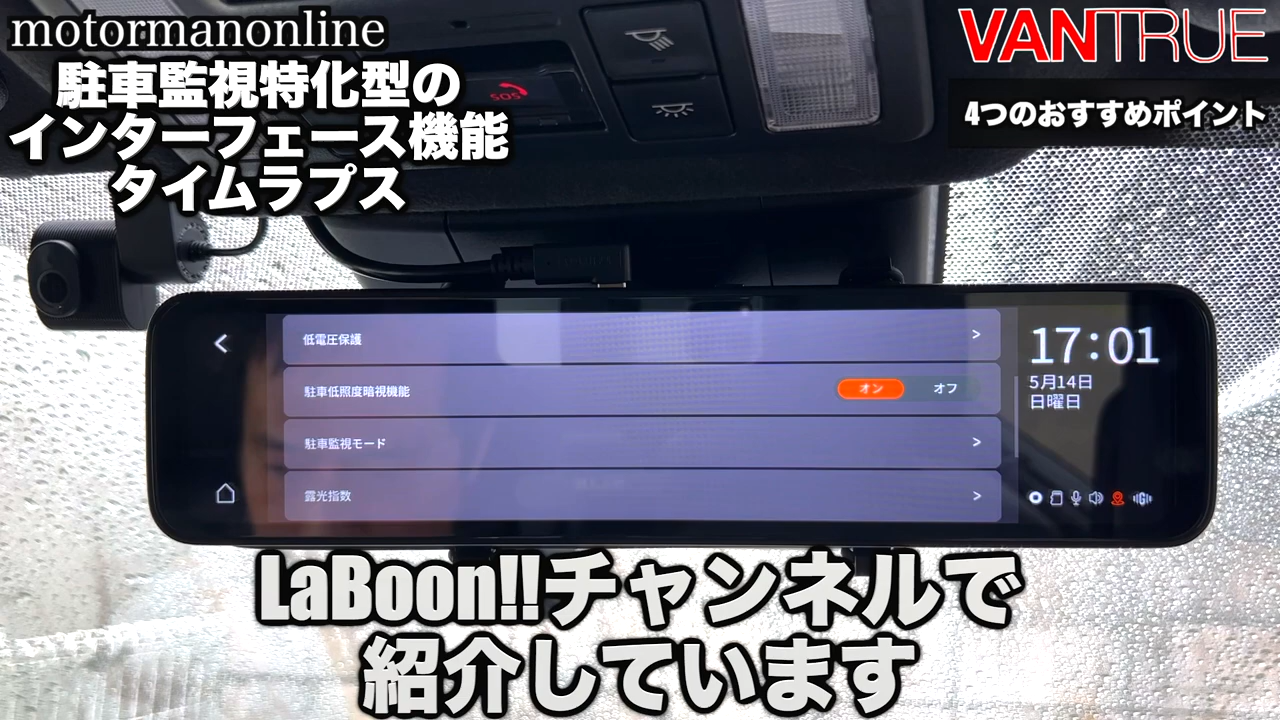 motormanonline
駐車監視特化型の
インターフェース機能
タイムラプス
VANTRUE
4つのおすすめポイント
SOS
低電圧保護
駐車低照度暗視機能
オン
オフ
駐車監視モード
露光指数
17:01
5月14日
日曜日
LaBoon!!チャンネルで
紹介しています